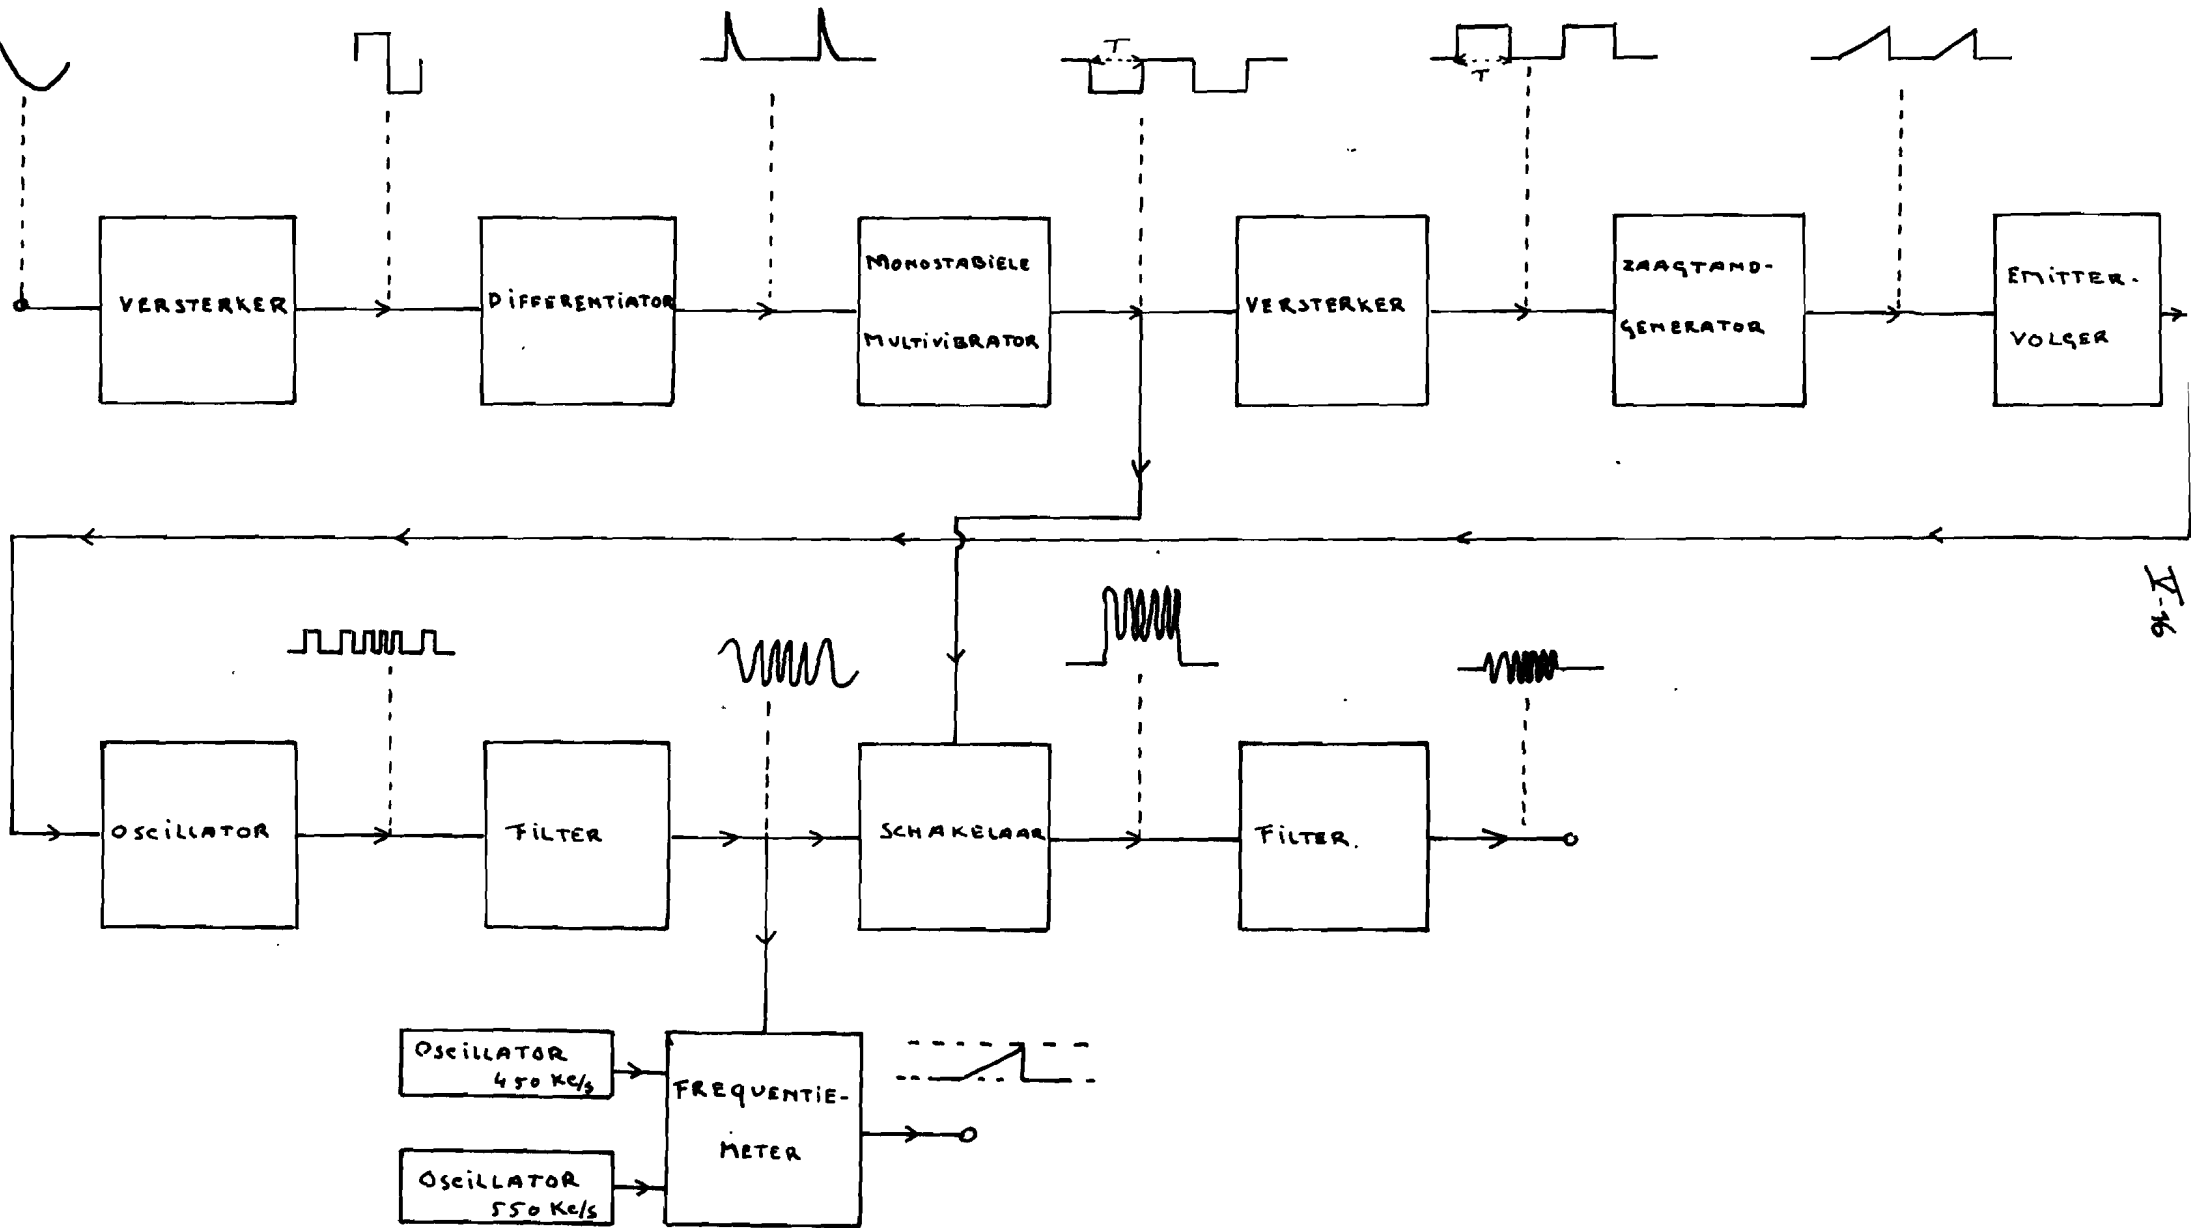 T
T
VERSTERKER
DIFFERENTIATOR
MONOSTABIELE
MULTIVIBRATOR
VERSTERKER
ZAAGTAND-
GENERATOR
EMITTER-
VOLGER
V-16
OSCILLATOR
FILTER
SCHAKELAAR
FILTER.
OSCILLATOR
450 Kc/s
FREQUENTIE-
METER
OSCILLATOR
550 Kc/s